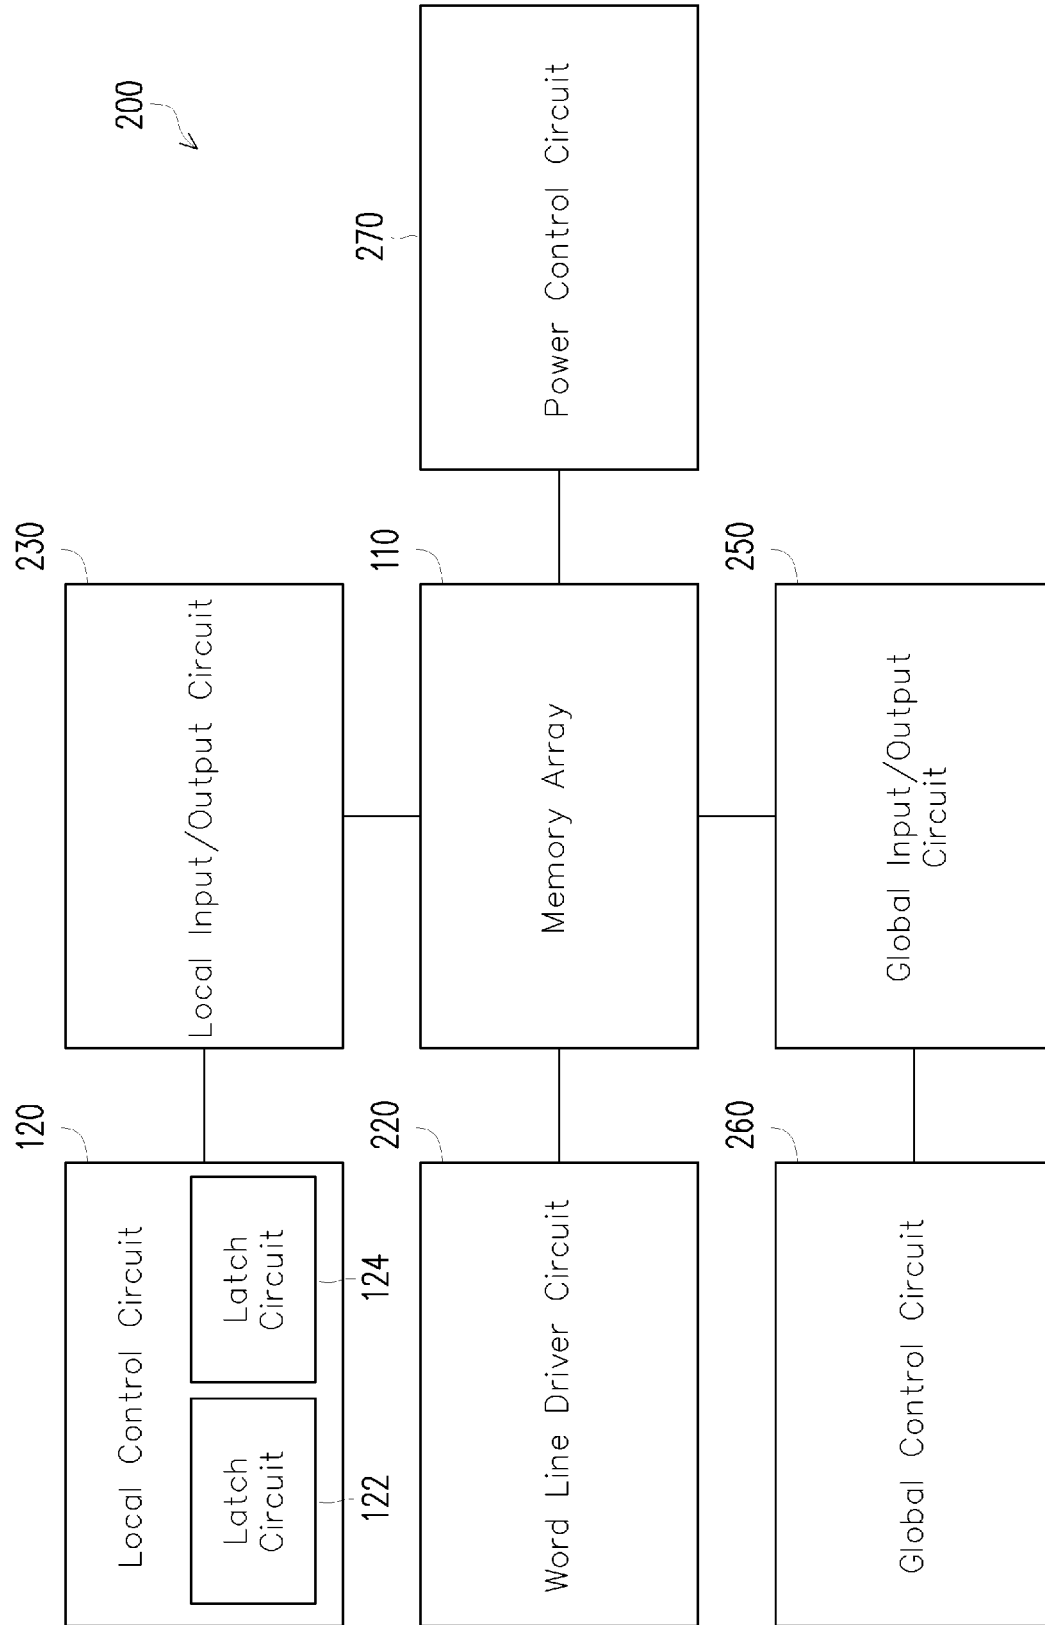 200
120
Local Control Circuit
Latch
Circuit
122
Latch
Circuit
124
230
Local Input/Output Circuit
220
Word Line Driver Circuit
110
Memory Array
270
Power Control Circuit
260
Global Control Circuit
250
Global Input/Output
Circuit